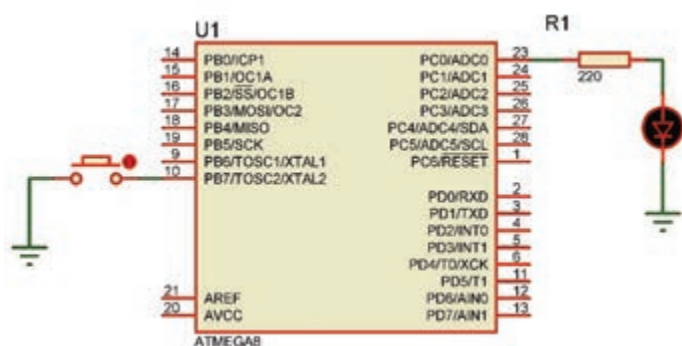 U1
R1
14 PB0/ICP1
15 PB1/OC1A
16 PB2/SS/OC1B
17 PB3/MOSI/OC2
18 PB4/MISO
19 PB5/SCK
9 PB6/TOSC1/XTAL1
10 PB7/TOSC2/XTAL2
21 AREF
20 AVCC
PC0/ADC0 23
PC1/ADC1 24
PC2/ADC2 25
PC3/ADC3 26
PC4/ADC4/SDA 27
PC5/ADC5/SCL 28
PC6/RESET 1
PD0/RXD 2
PD1/TXD 3
PD2/INT0 4
PD3/INT1 5
PD4/T0/XCK 6
PD5/T1 11
PD6/AIN0 12
PD7/AIN1 13
220
ATMEGA8